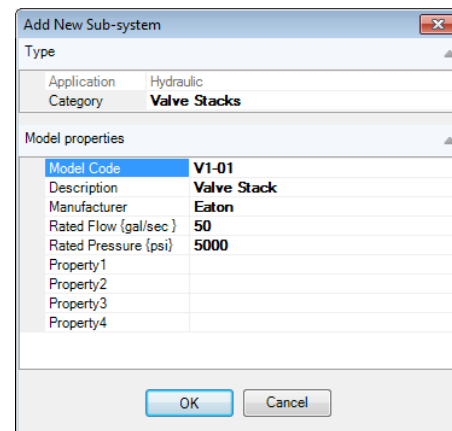 Add New Sub-system
Type
Application Hydraulic
Category Valve Stacks
Model properties
Model Code V1-01
Description Valve Stack
Manufacturer Eaton
Rated Flow {gal/sec } 50
Rated Pressure {psi} 5000
Property1
Property2
Property3
Property4
OK Cancel